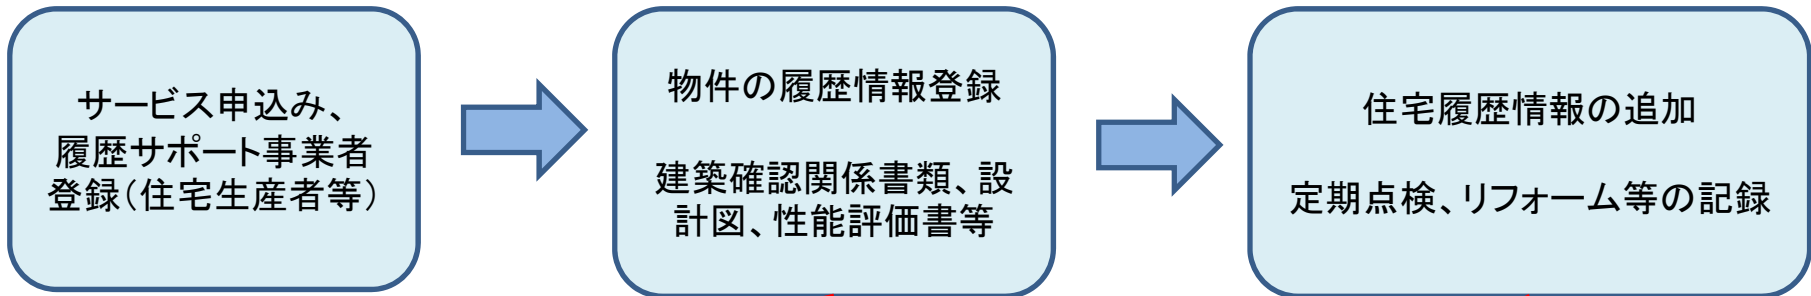 サービス申込み、
履歴サポート事業者
登録(住宅生産者等)
物件の履歴情報登録
建築確認関係書類、設
計図、性能評価書等
住宅履歴情報の追加
定期点検、リフォーム等の記録